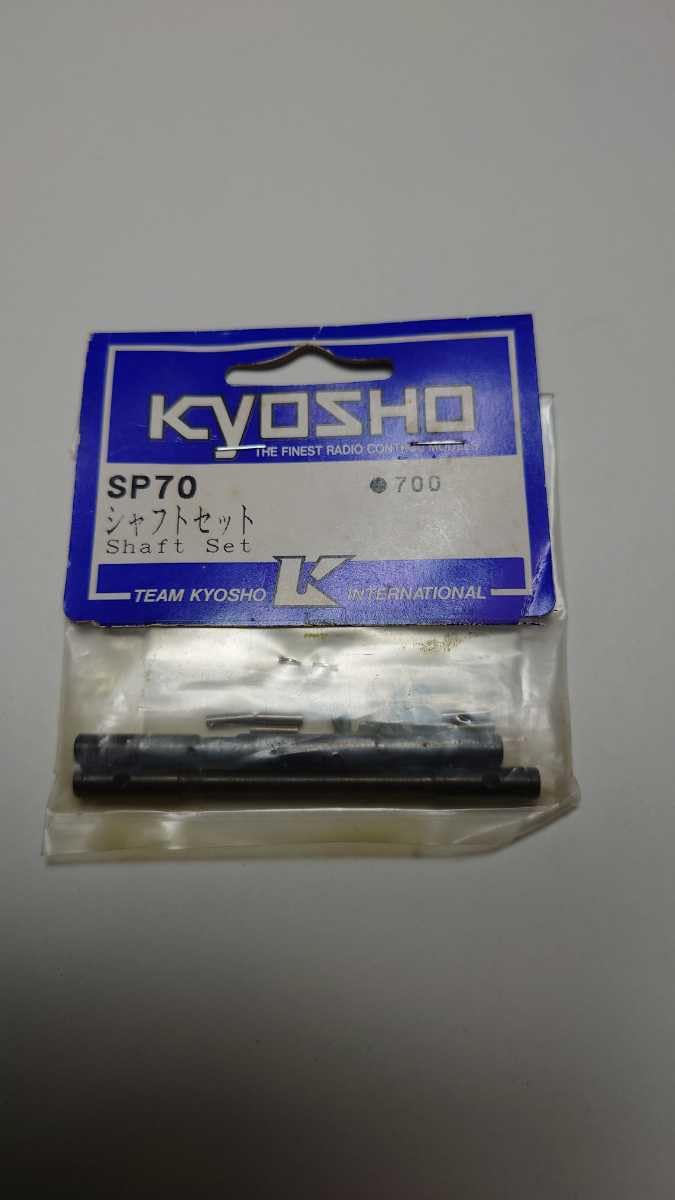 KYOSHO
THE FINEST RADIO CONTROL MODELS
SP70 ●700
シャフトセット
Shaft Set
TEAM KYOSHO K INTERNATIONAL